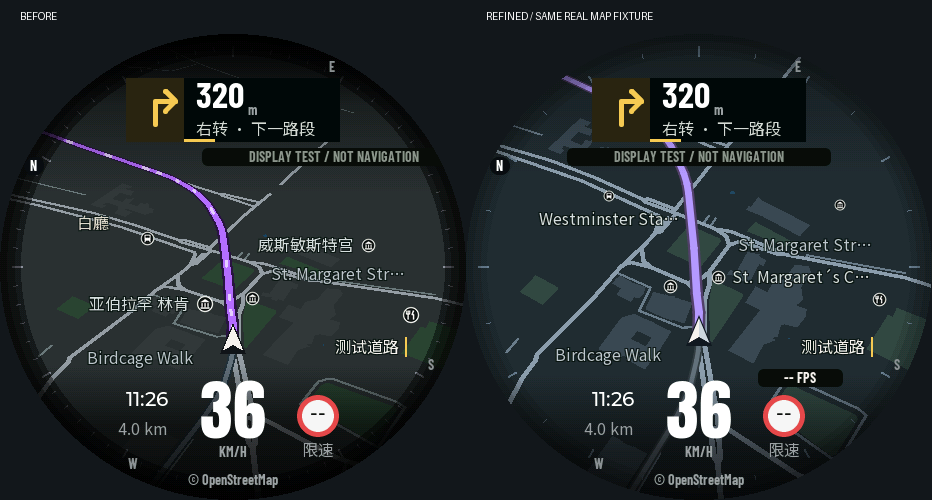 BEFORE
E
320 m
右转 · 下一路段
DISPLAY TEST / NOT NAVIGATION
N
白廳
威斯敏斯特宫
St. Margaret Str…
亚伯拉罕 林肯
测试道路
Birdcage Walk
S
11:26
36
--
4.0 km
KM/H
限速
W
© OpenStreetMap
REFINED / SAME REAL MAP FIXTURE
E
320 m
右转 · 下一路段
DISPLAY TEST / NOT NAVIGATION
N
Westminster Sta…
St. Margaret Str…
St. Margaret´s C…
测试道路
Birdcage Walk
S
-- FPS
11:26
36
--
4.0 km
KM/H
限速
W
© OpenStreetMap